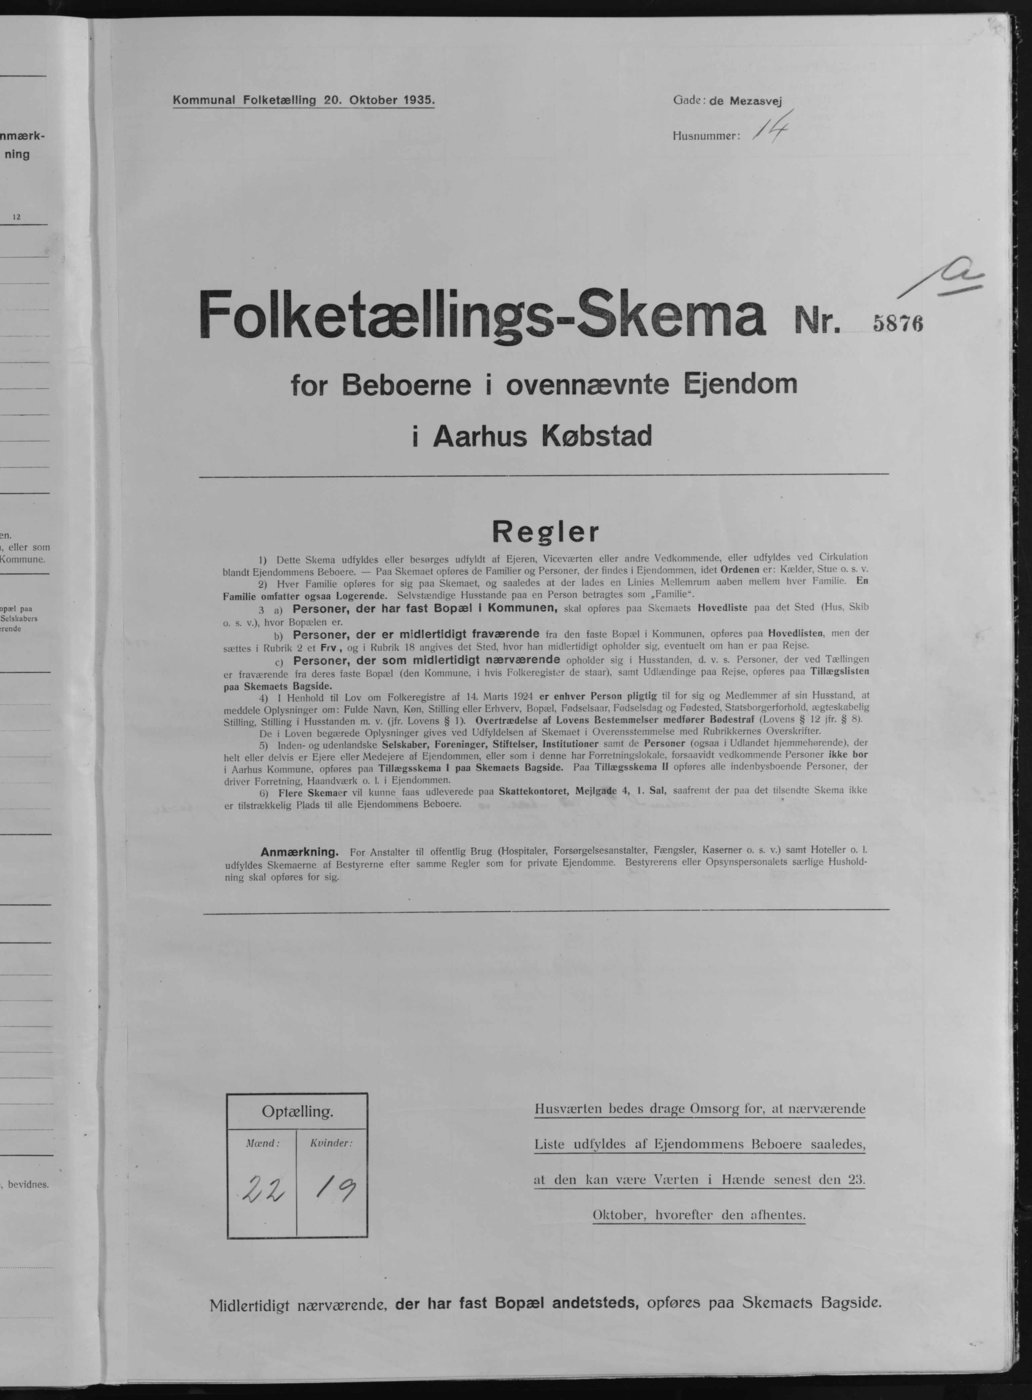 nmærk-
ning
12
en.
, eller som
Kommune.
opæl paa
Selskabers
rende
, bevidnes.
Kommunal Folketælling 20. Oktober 1935.
Gade: de Mezasvej
Husnummer: 14
a
Folketællings-Skema Nr. 5876
for Beboerne i ovennævnte Ejendom
i Aarhus Købstad
Regler
1) Dette Skema udfyldes eller besørges udfyldt af Ejeren, Viceværten eller andre Vedkommende, eller udfyldes ved Cirkulation
blandt Ejendommens Beboere. — Paa Skemaet opføres de Familier og Personer, der findes i Ejendommen, idet Ordenen er: Kælder, Stue o. s. v.
2) Hver Familie opføres for sig paa Skemaet, og saaledes at der lades en Linies Mellemrum aaben mellem hver Familie. En
Familie omfatter ogsaa Logerende. Selvstændige Husstande paa en Person betragtes som „Familie“.
3 a) Personer, der har fast Bopæl i Kommunen, skal opføres paa Skemaets Hovedliste paa det Sted (Hus, Skib
o. s. v.), hvor Bopælen er.
b) Personer, der er midlertidigt fraværende fra den faste Bopæl i Kommunen, opføres paa Hovedlisten, men der
sættes i Rubrik 2 et Frv, og i Rubrik 18 angives det Sted, hvor han midlertidigt opholder sig, eventuelt om han er paa Rejse.
c) Personer, der som midlertidigt nærværende opholder sig i Husstanden, d. v. s. Personer, der ved Tællingen
er fraværende fra deres faste Bopæl (den Kommune, i hvis Folkeregister de staar), samt Udlændinge paa Rejse, opføres paa Tillægslisten
paa Skemaets Bagside.
4) I Henhold til Lov om Folkeregistre af 14. Marts 1924 er enhver Person pligtig til for sig og Medlemmer af sin Husstand, at
meddele Oplysninger om: Fulde Navn, Køn, Stilling eller Erhverv, Bopæl, Fødselsaar, Fødselsdag og Fødested, Statsborgerforhold, ægteskabelig
Stilling, Stilling i Husstanden m. v. (jfr. Lovens § 1). Overtrædelse af Lovens Bestemmelser medfører Bødestraf (Lovens § 12 jfr. § 8).
De i Loven begærede Oplysninger gives ved Udfyldelsen af Skemaet i Overensstemmelse med Rubrikkernes Overskrifter.
5) Inden- og udenlandske Selskaber, Foreninger, Stiftelser, Institutioner samt de Personer (ogsaa i Udlandet hjemmehørende), der
helt eller delvis er Ejere eller Medejere af Ejendommen, eller som i denne har Forretningslokale, forsaavidt vedkommende Personer ikke bor
i Aarhus Kommune, opføres paa Tillægsskema I paa Skemaets Bagside. Paa Tillægsskema II opføres alle indenbysboende Personer, der
driver Forretning, Haandværk o. l. i Ejendommen.
6) Flere Skemaer vil kunne faas udleverede paa Skattekontoret, Mejlgade 4, 1. Sal, saafremt der paa det tilsendte Skema ikke
er tilstrækkelig Plads til alle Ejendommens Beboere.
Anmærkning. For Anstalter til offentlig Brug (Hospitaler, Forsørgelsesanstalter, Fængsler, Kaserner o. s. v.) samt Hoteller o. l.
udfyldes Skemaerne af Bestyrerne efter samme Regler som for private Ejendomme. Bestyrerens eller Opsynspersonalets særlige Hushold-
ning skal opføres for sig.
Optælling.
Mænd: Kvinder:
22 19
Husværten bedes drage Omsorg for, at nærværende
Liste udfyldes af Ejendommens Beboere saaledes,
at den kan være Værten i Hænde senest den 23.
Oktober, hvorefter den afhentes.
Midlertidigt nærværende, der har fast Bopæl andetsteds, opføres paa Skemaets Bagside.